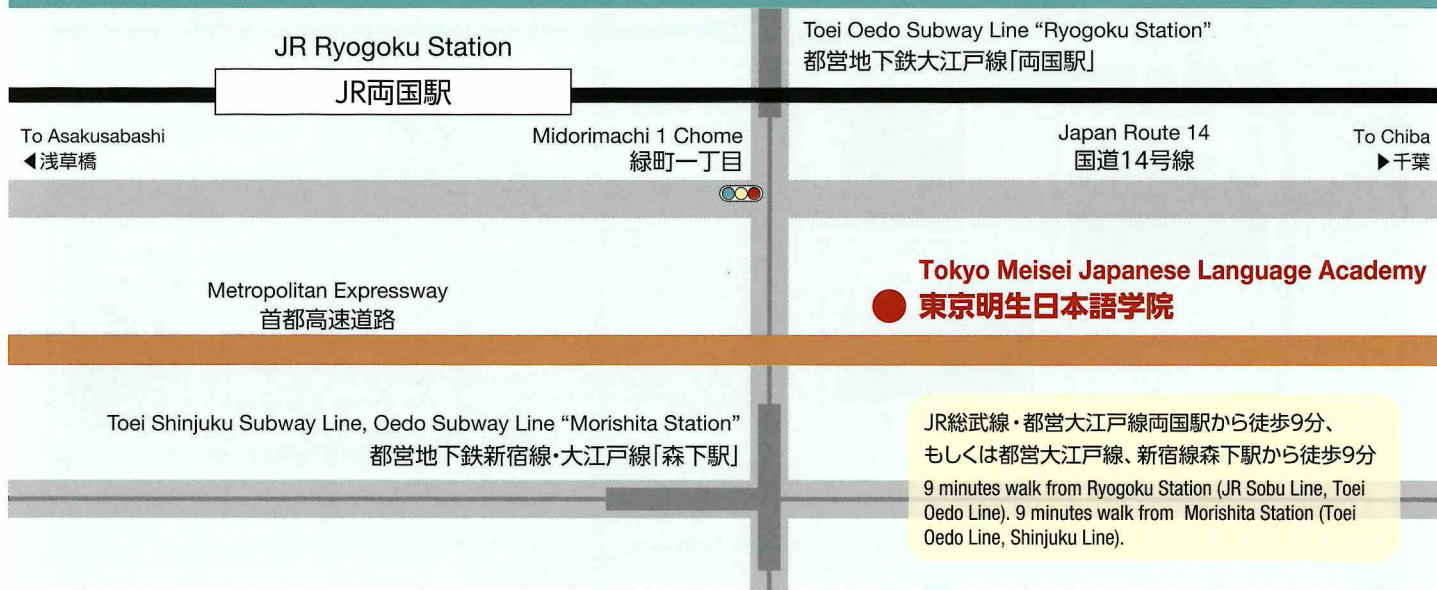 JR Ryogoku Station
JR両国駅
Toei Oedo Subway Line “Ryogoku Station”
都営地下鉄大江戸線「両国駅」
To Asakusabashi
◀浅草橋
Midorimachi 1 Chome
緑町一丁目
Japan Route 14
国道14号線
To Chiba
▶千葉
Tokyo Meisei Japanese Language Academy
東京明生日本語学院
Metropolitan Expressway
首都高速道路
Toei Shinjuku Subway Line, Oedo Subway Line “Morishita Station”
都営地下鉄新宿線・大江戸線「森下駅」
JR総武線・都営大江戸線両国駅から徒歩9分、
もしくは都営大江戸線、新宿線森下駅から徒歩9分
9 minutes walk from Ryogoku Station (JR Sobu Line, Toei
Oedo Line). 9 minutes walk from Morishita Station (Toei
Oedo Line, Shinjuku Line).